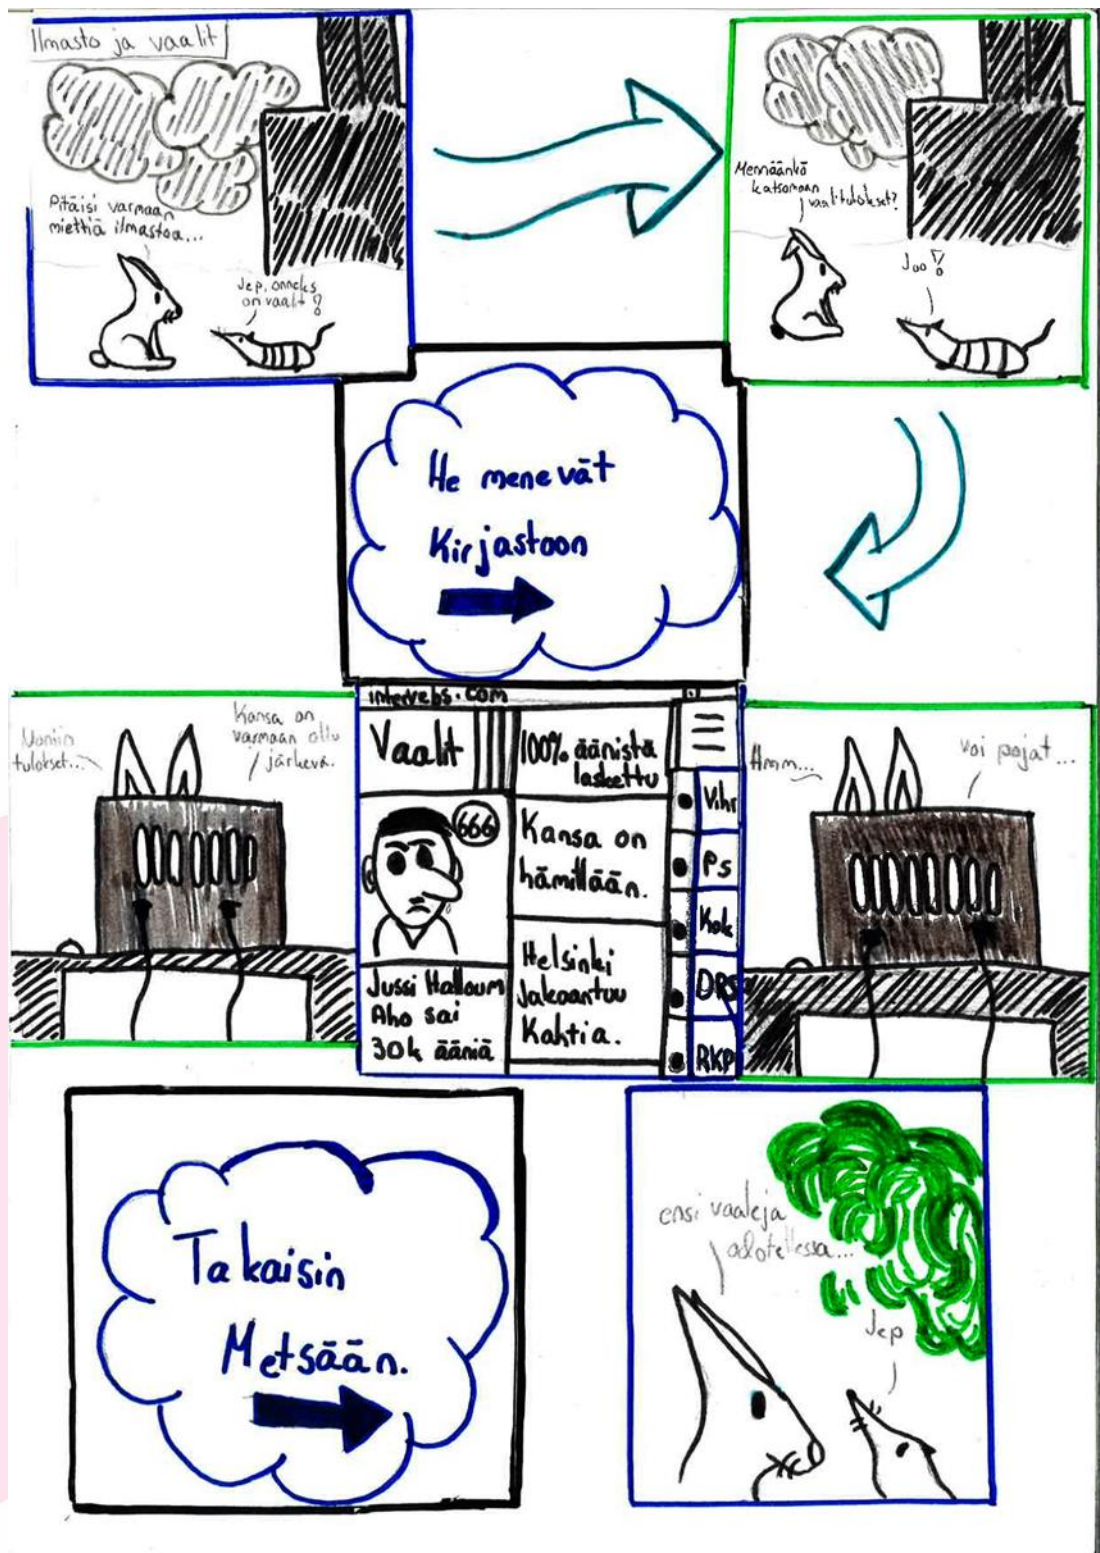 Ilmasto ja vaalit
Pitäisi varmaan
miettiä ilmastoa...
Jep, onneks
on vaalit!
Mennäänkö
katsomaan
vaalitulokset?
Joo!
He menevät
Kirjastoon
Noniin
tulokset...
Kansa on
varmaan ollu
järkevä.
intervebs.com
Vaalit
100% äänistä
laskettu
666
Kansa on
hämillään.
Helsinki
Jakaantuu
Kahtia.
Jussi Halloum
Aho sai
30k ääniä
Vihr
Ps
Kok
RKP
Hmm...
voi pojat...
Takaisin
Metsään.
ensi vaaleja
odotellessa...
Jep